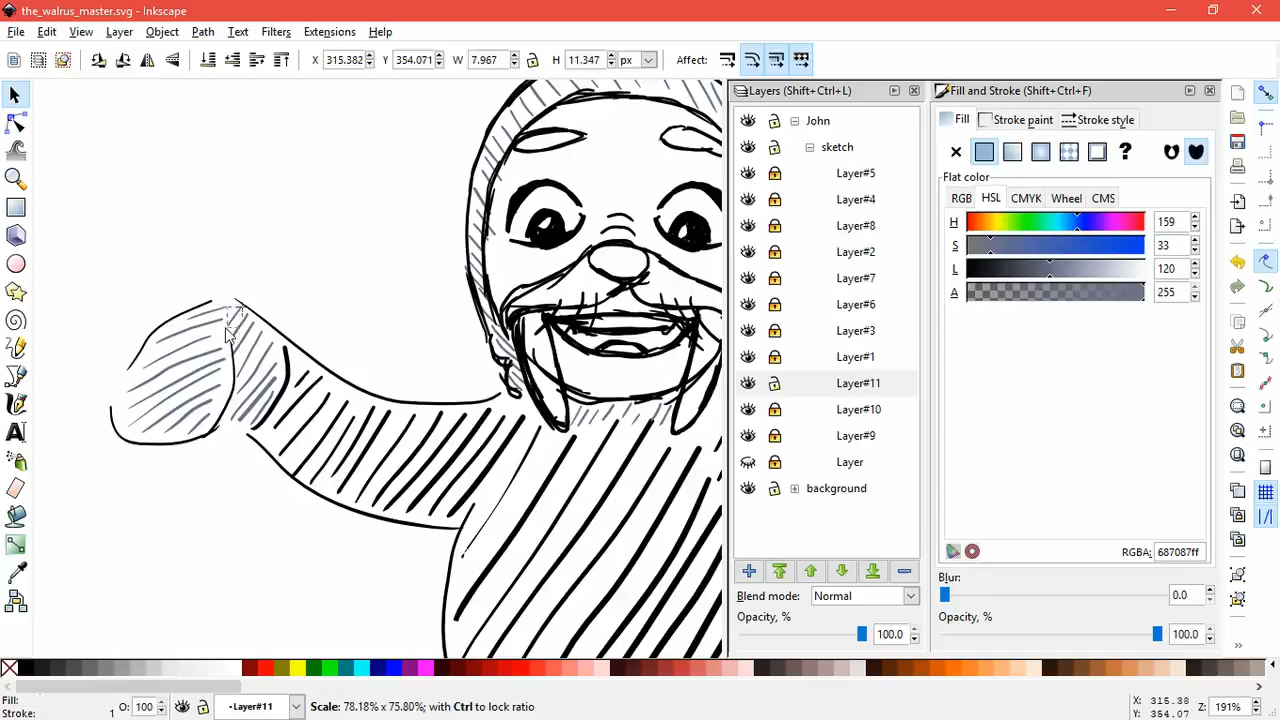 the_walrus_master.svg - Inkscape
File Edit View Layer Object Path Filters Text Extensions Help
X 315.382 Y 354.071 W 7.967 H 11.347 px Affect:
Layers (Shift+Ctrl+L)
John
sketch
Layer#5
Layer#4
Layer#8
Layer#2
Layer#7
Layer#6
Layer#3
Layer#1
Layer#11
Layer#10
Layer#9
Layer
background
Blend mode: Normal
Opacity, %
100.0
Fill and Stroke (Shift+Ctrl+F)
Fill Stroke paint Stroke style
?
Flat color
RGB HSL CMYK Wheel CMS
H 159
S 33
L 120
A 255
RGBA: 687087ff
Blur:
0.0
Opacity, %
100.0
Fill:
Stroke: 1
O: 100
·Layer#11
Scale: 78.18% x 75.80%; with Ctrl to lock ratio
X: 315.38
Y: 354.07
Z: 191%